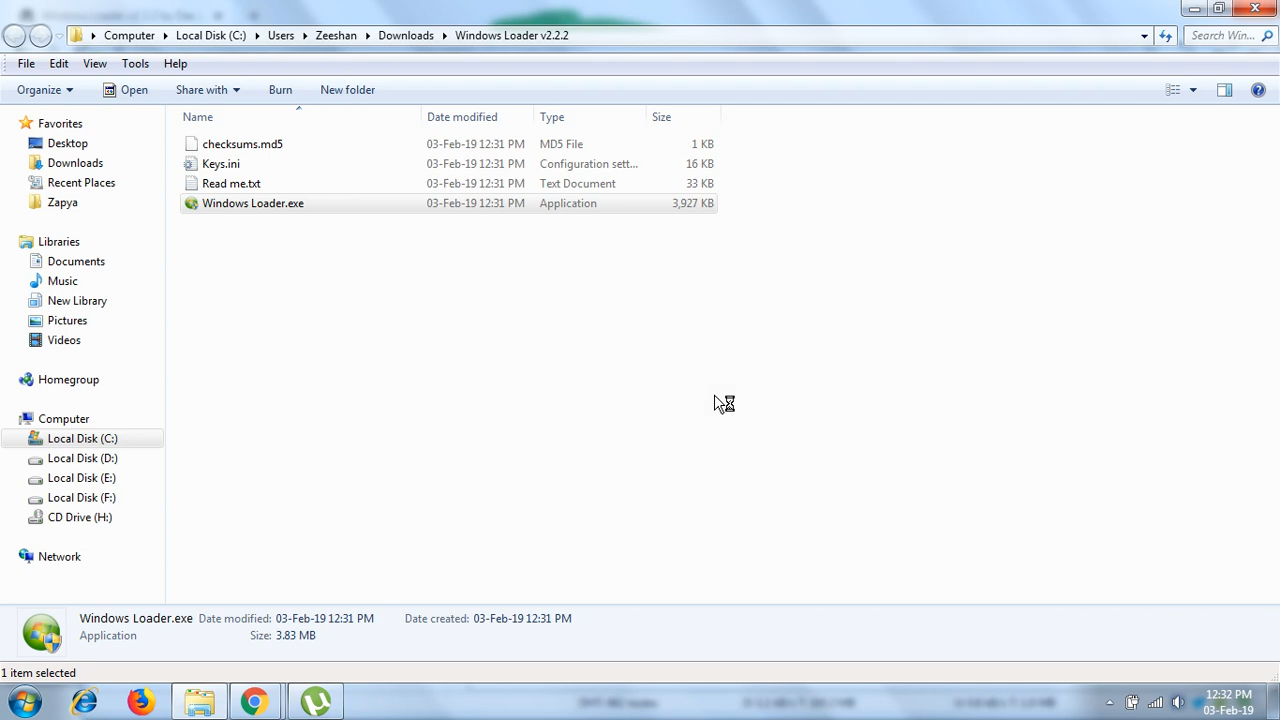 Computer ▸ Local Disk (C:) ▸ Users ▸ Zeeshan ▸ Downloads ▸ Windows Loader v2.2.2
Search Win...
File Edit View Tools Help
Organize Open Share with Burn New folder
Name Date modified Type Size
checksums.md5 03-Feb-19 12:31 PM MD5 File 1 KB
Keys.ini 03-Feb-19 12:31 PM Configuration sett... 16 KB
Read me.txt 03-Feb-19 12:31 PM Text Document 33 KB
Windows Loader.exe 03-Feb-19 12:31 PM Application 3,927 KB
Favorites
Desktop
Downloads
Recent Places
Zapya
Libraries
Documents
Music
New Library
Pictures
Videos
Homegroup
Computer
Local Disk (C:)
Local Disk (D:)
Local Disk (E:)
Local Disk (F:)
CD Drive (H:)
Network
Windows Loader.exe Date modified: 03-Feb-19 12:31 PM Date created: 03-Feb-19 12:31 PM
Application Size: 3.83 MB
1 item selected
12:32 PM
03-Feb-19